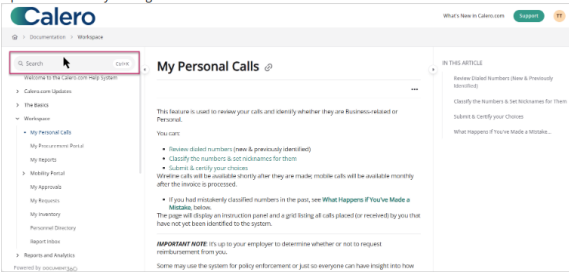 Calero
What's New in Calero.com
Support
TT
Documentation > Workspace
Search
Ctrl K
Welcome to the Calero.com Help System
Calero.com Updates
The Basics
Workspace
My Personal Calls
My Procurement Portal
My Reports
Mobility Portal
My Approvals
My Requests
My Inventory
Personnel Directory
Report Inbox
Reports and Analytics
Powered by DOCUMENT360
My Personal Calls
This feature is used to review your calls and identify whether they are Business-related or
Personal.
You can:
Review dialed numbers (new & previously identified)
Classify the numbers & set nicknames for them
Submit & certify your choices
Wireline calls will be available shortly after they are made; mobile calls will be available monthly
after the invoice is processed.
If you had mistakenly classified numbers in the past, see What Happens If You've Made a
Mistake, below.
The page will display an instruction panel and a grid listing all calls placed (or received) by you that
have not yet been identified to the system.
IMPORTANT NOTE: It's up to your employer to determine whether or not to request
reimbursement from you.
Some may use the system for policy enforcement or just so everyone can have insight into how
IN THIS ARTICLE
Review Dialed Numbers (New & Previously
Identified)
Classify the Numbers & Set Nicknames for Them
Submit & Certify your Choices
What Happens If You've Made a Mistake...